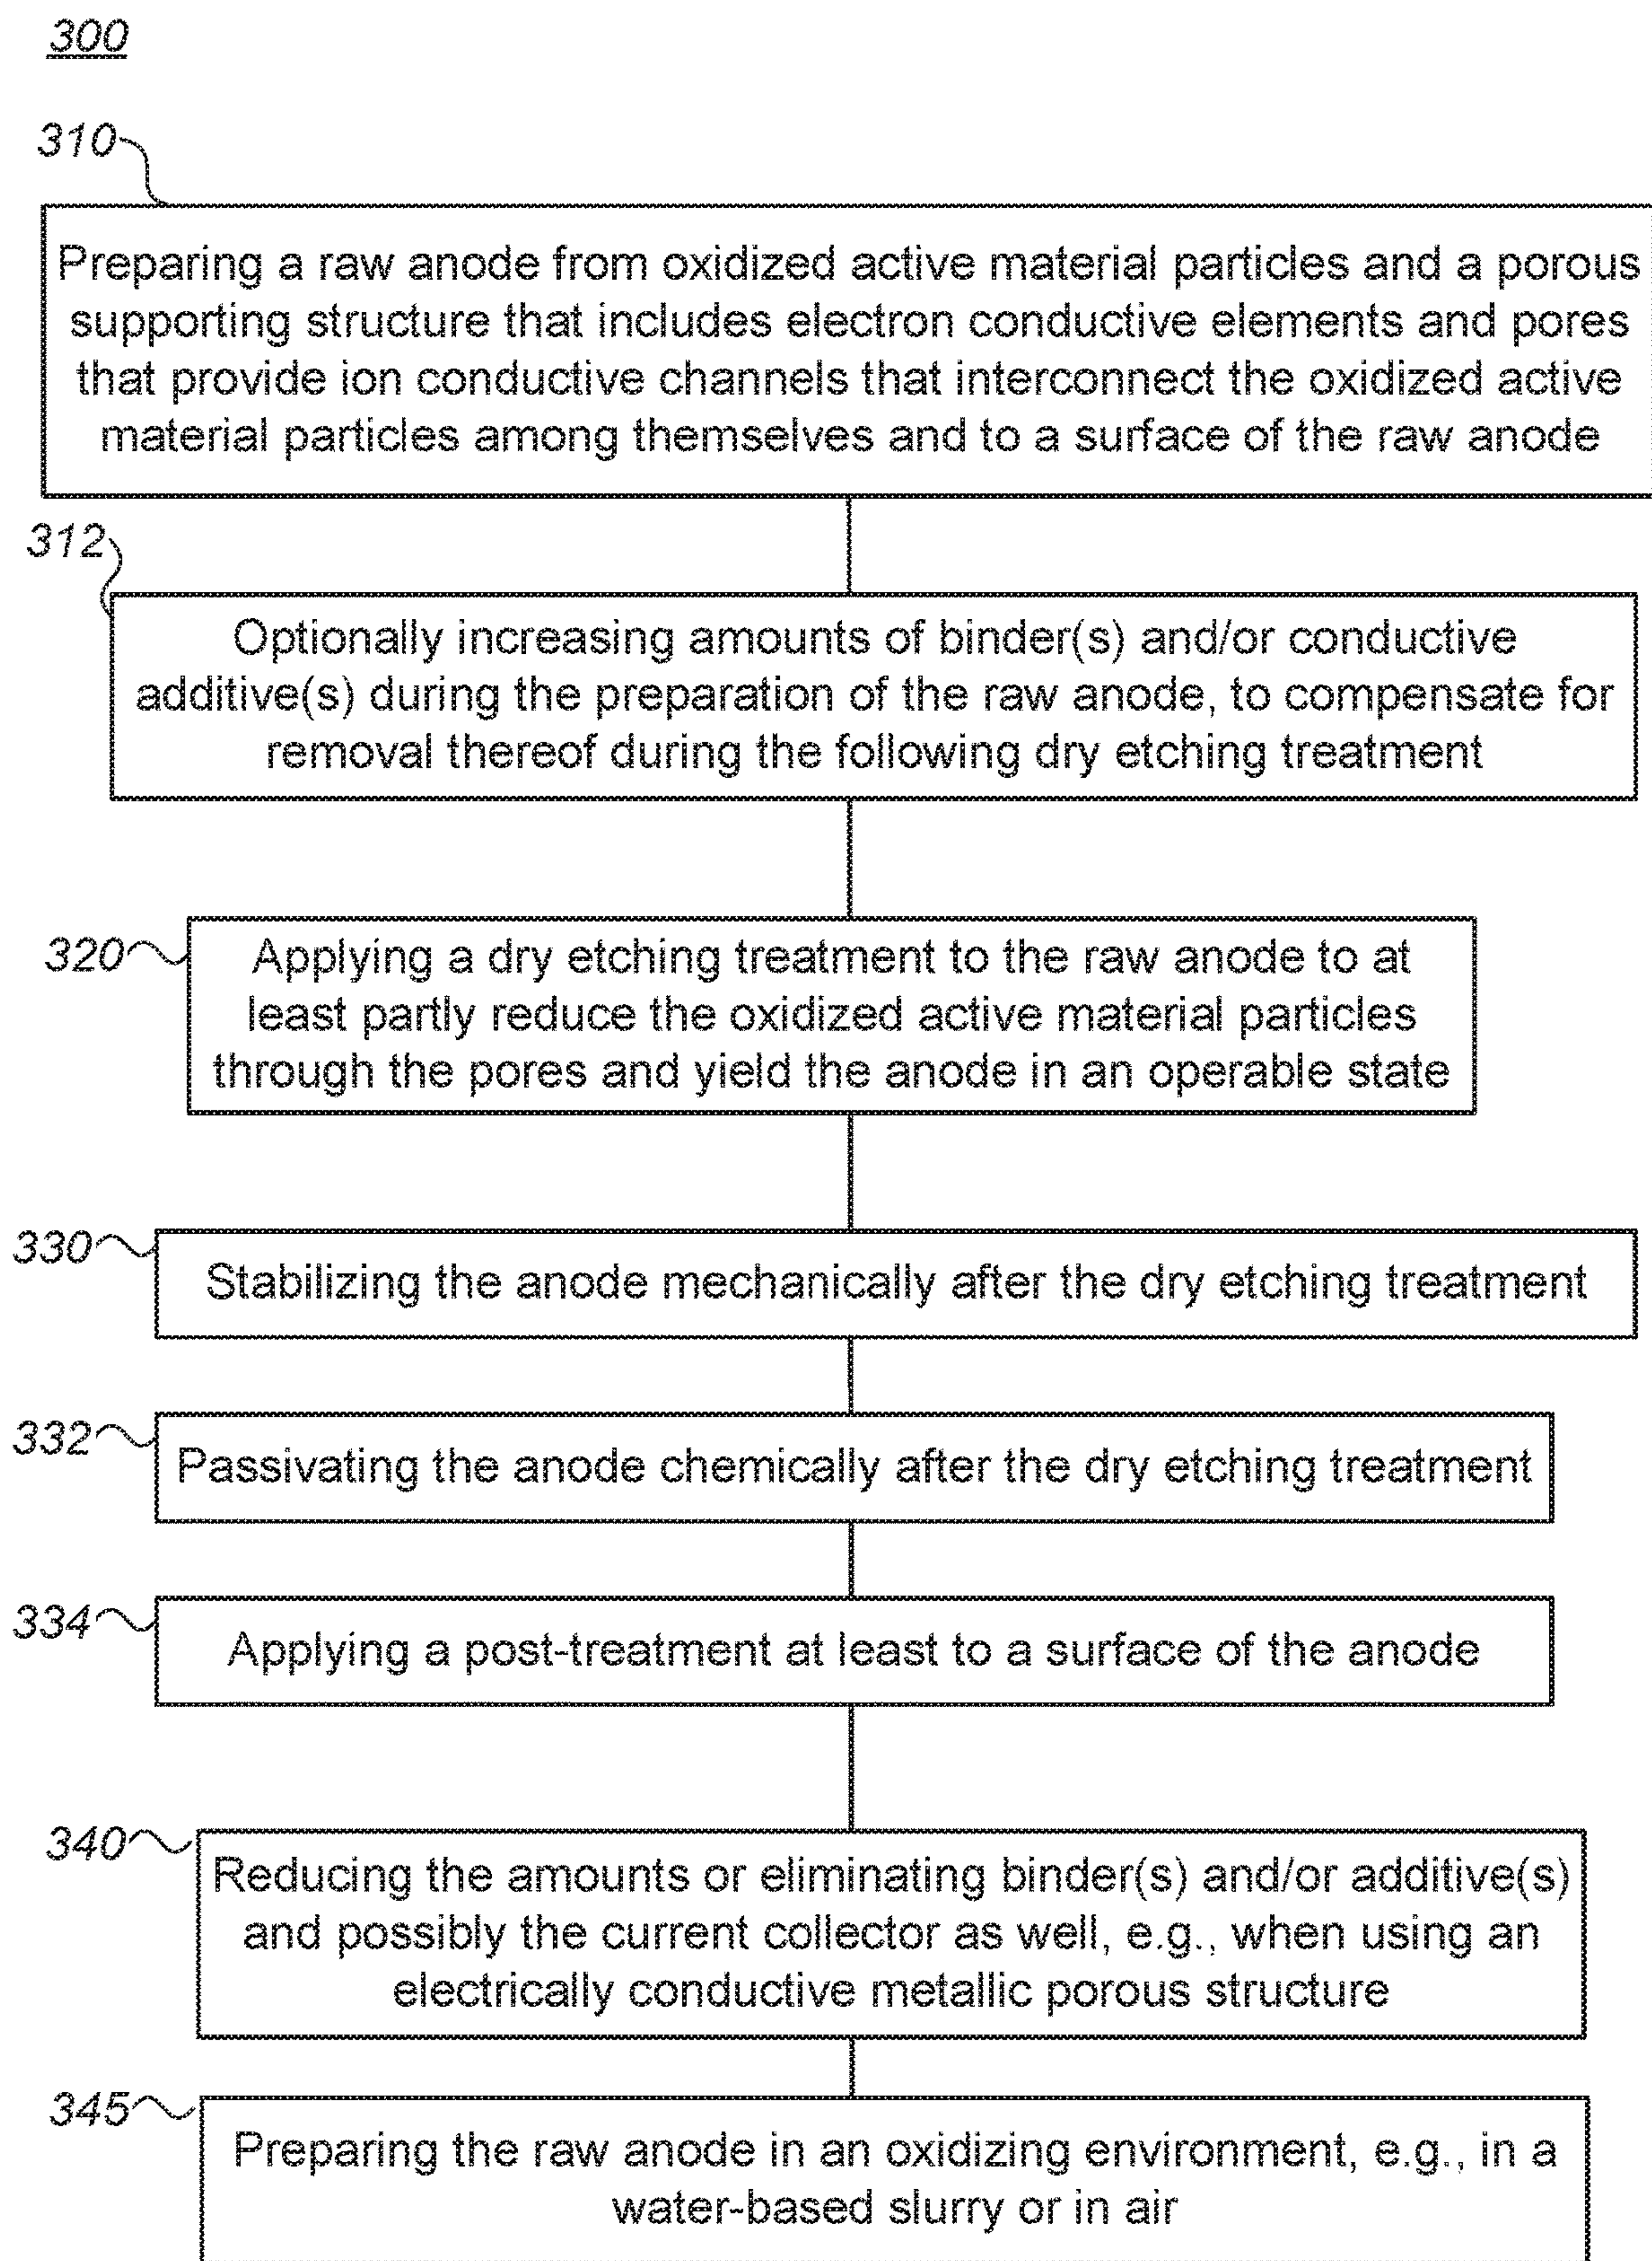 300
310
Preparing a raw anode from oxidized active material particles and a porous
supporting structure that includes electron conductive elements and pores
that provide ion conductive channels that interconnect the oxidized active
material particles among themselves and to a surface of the raw anode
312
Optionally increasing amounts of binder(s) and/or conductive
additive(s) during the preparation of the raw anode, to compensate for
removal thereof during the following dry etching treatment
320
Applying a dry etching treatment to the raw anode to at
least partly reduce the oxidized active material particles
through the pores and yield the anode in an operable state
330
Stabilizing the anode mechanically after the dry etching treatment
332
Passivating the anode chemically after the dry etching treatment
334
Applying a post-treatment at least to a surface of the anode
340
Reducing the amounts or eliminating binder(s) and/or additive(s)
and possibly the current collector as well, e.g., when using an
electrically conductive metallic porous structure
345
Preparing the raw anode in an oxidizing environment, e.g., in a
water-based slurry or in air